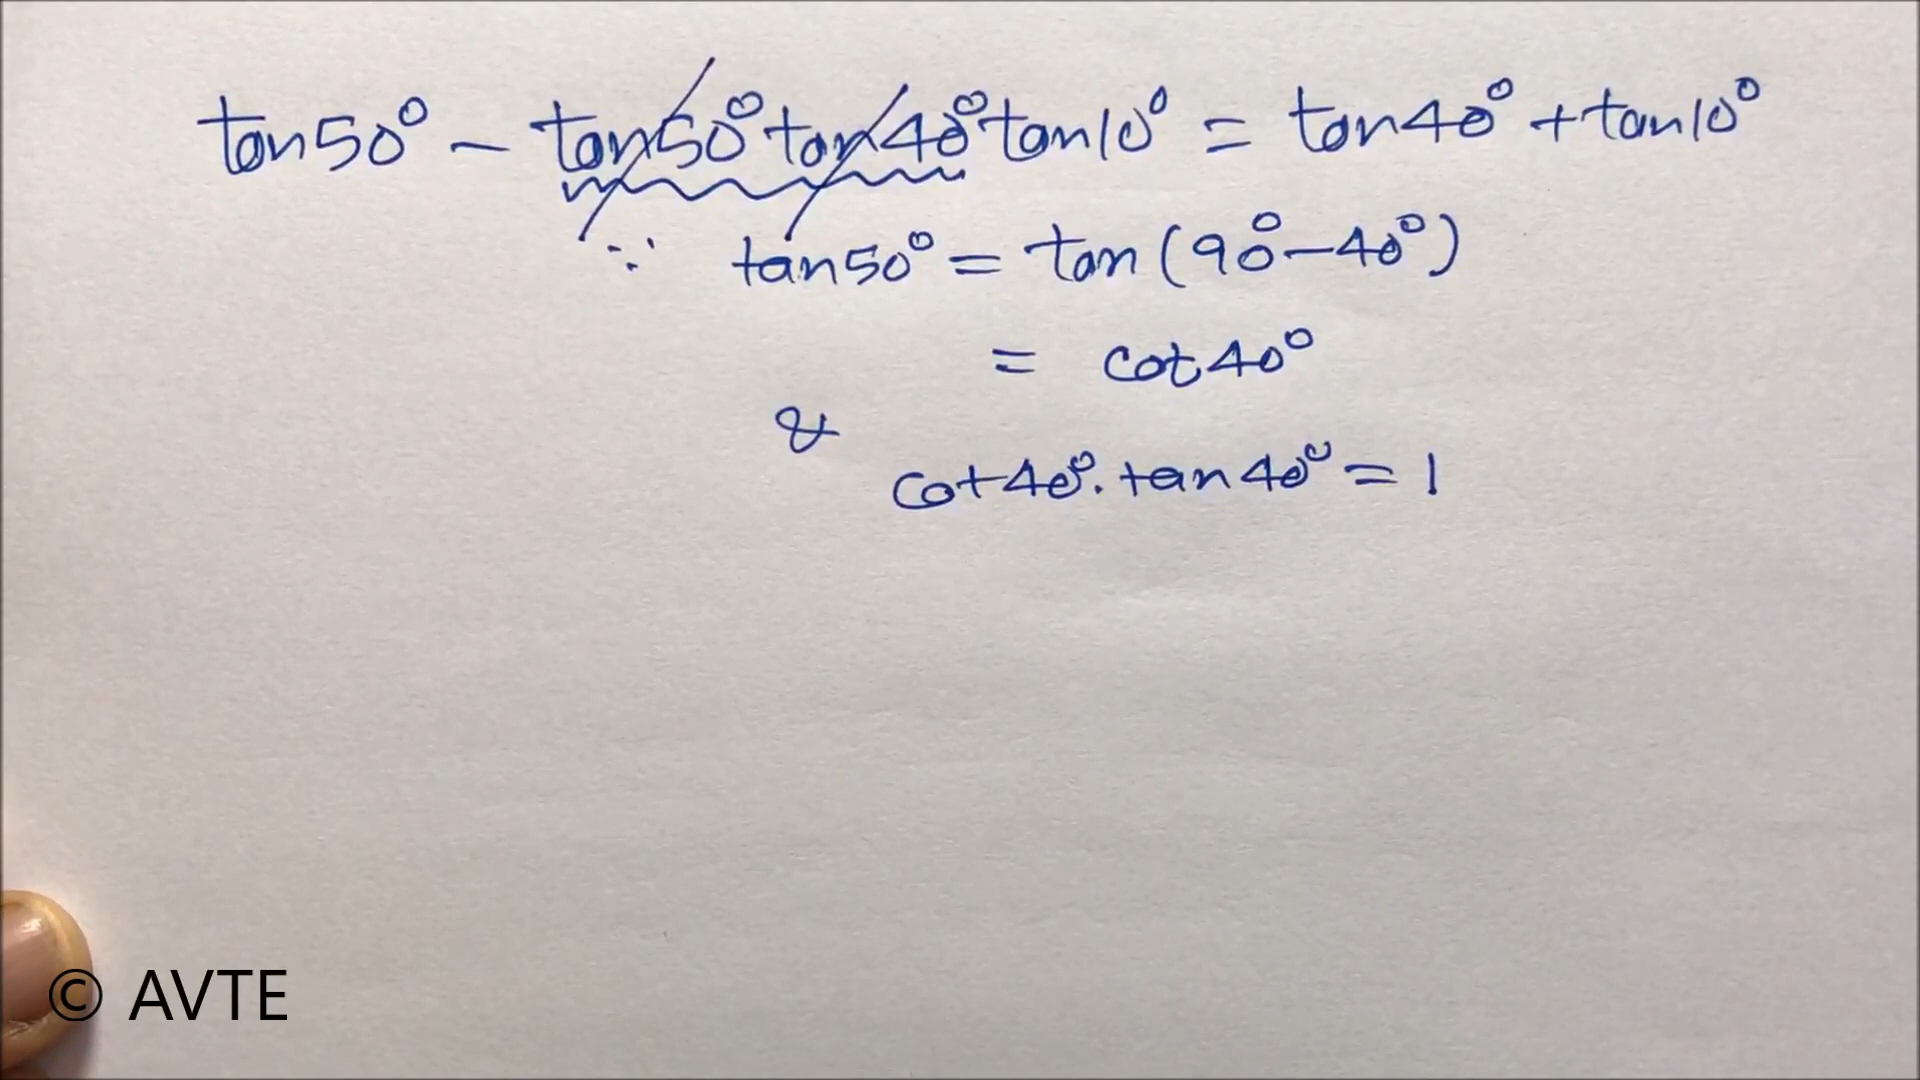 tan50° - tan50° tan40° tan10° = tan40° + tan10°
∵ tan50° = tan (90° - 40°)
= cot40°
&
cot40°. tan40° = 1
© AVTE